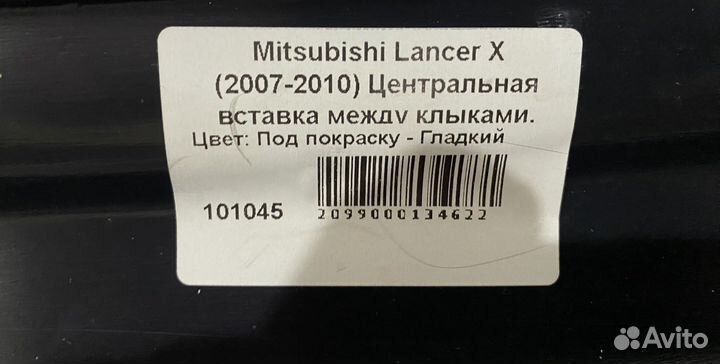 Mitsubishi Lancer X
(2007-2010) Центральная
вставка между клыками.
Цвет: Под покраску - Гладкий
101045
2099000134622
Avito